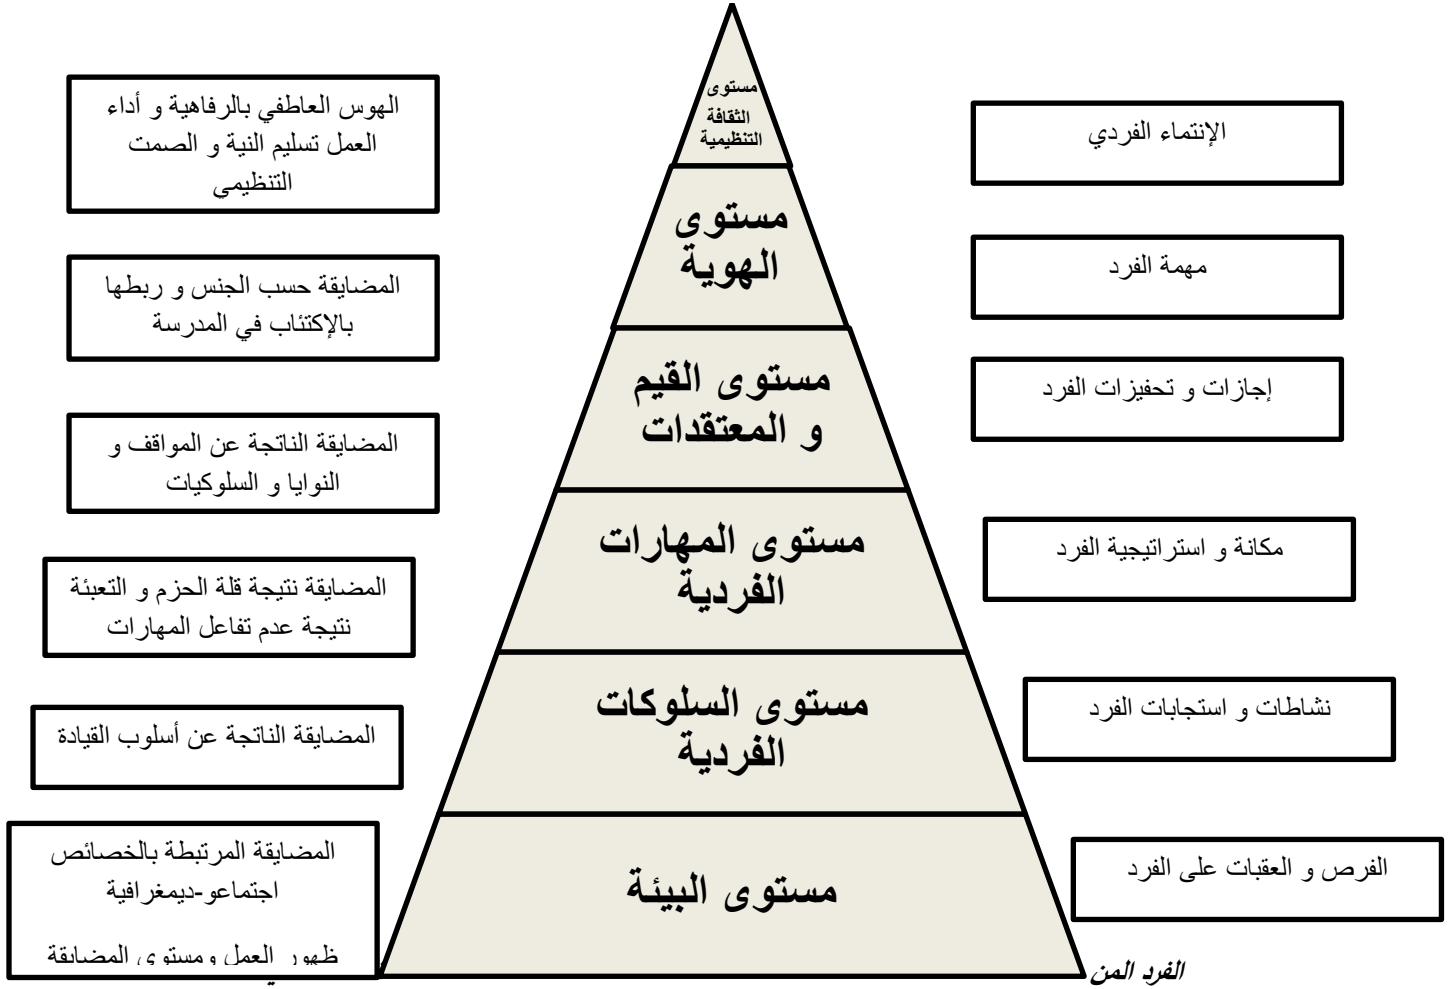 مستوى
الثقافة
التنظيمية
الإنتماء الفردي
الهوس العاطفي بالرفاهية و أداء
العمل تسليم النية و الصمت
التنظيمي
مستوى
الهوية
مهمة الفرد
المضايقة حسب الجنس و ربطها
بالإكتئاب في المدرسة
مستوى القيم
و المعتقدات
إجازات و تحفيزات الفرد
المضايقة الناتجة عن المواقف و
النوايا و السلوكيات
مستوى المهارات
الفردية
مكانة و استراتيجية الفرد
المضايقة نتيجة قلة الحزم و التعبئة
نتيجة عدم تفاعل المهارات
مستوى السلوكات
الفردية
نشاطات و استجابات الفرد
المضايقة الناتجة عن أسلوب القيادة
مستوى البيئة
الفرص و العقبات على الفرد
المضايقة المرتبطة بالخصائص
اجتماعو-ديمغرافية
ظهور العمل ومستوى المضايقة
الفرد المن